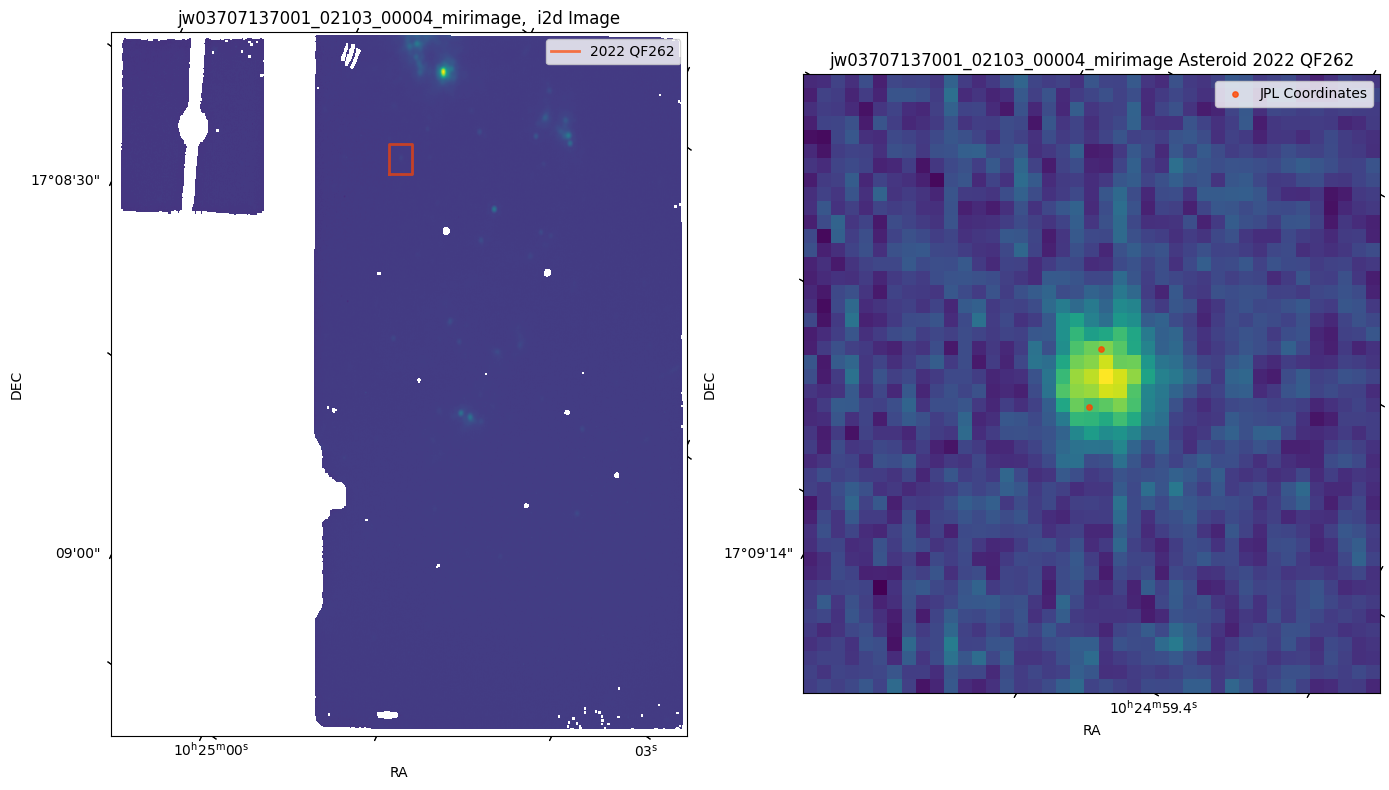 jw03707137001_02103_00004_mirimage,  i2d Image
2022 QF262
17°08'30"
09'00"
DEC
10ʰ25ᵐ00ˢ
03ˢ
RA
jw03707137001_02103_00004_mirimage Asteroid 2022 QF262
JPL Coordinates
DEC
17°09'14"
10ʰ24ᵐ59.4ˢ
RA